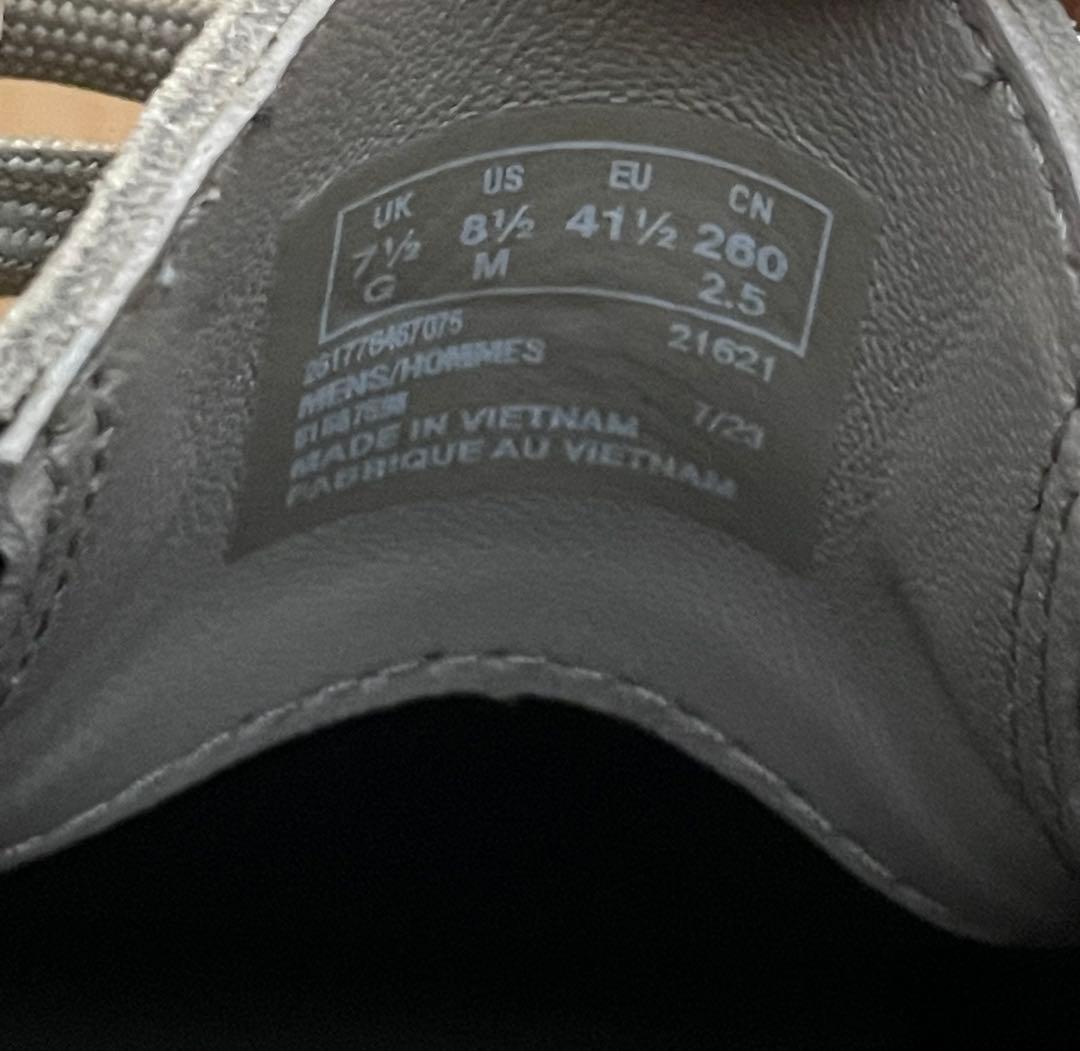 UK US EU CN
7½ 8½ 41½ 260
G M 2.5
261776467075 21621
MENS/HOMMES
7/23
MADE IN VIETNAM
FABRIQUE AU VIETNAM